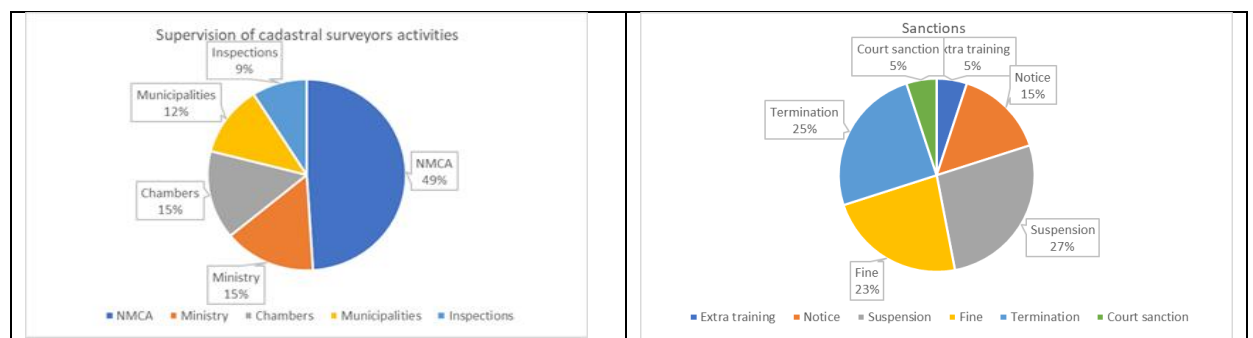 Supervision of cadastral surveyors activities
Inspections
9%
Municipalities
12%
NMCA
49%
Chambers
15%
Ministry
15%
NMCA Ministry Chambers Municipalities Inspections
Sanctions
Court sanction
5%
xtra training
5%
Notice
15%
Termination
25%
Suspension
27%
Fine
23%
Extra training Notice Suspension Fine Termination Court sanction